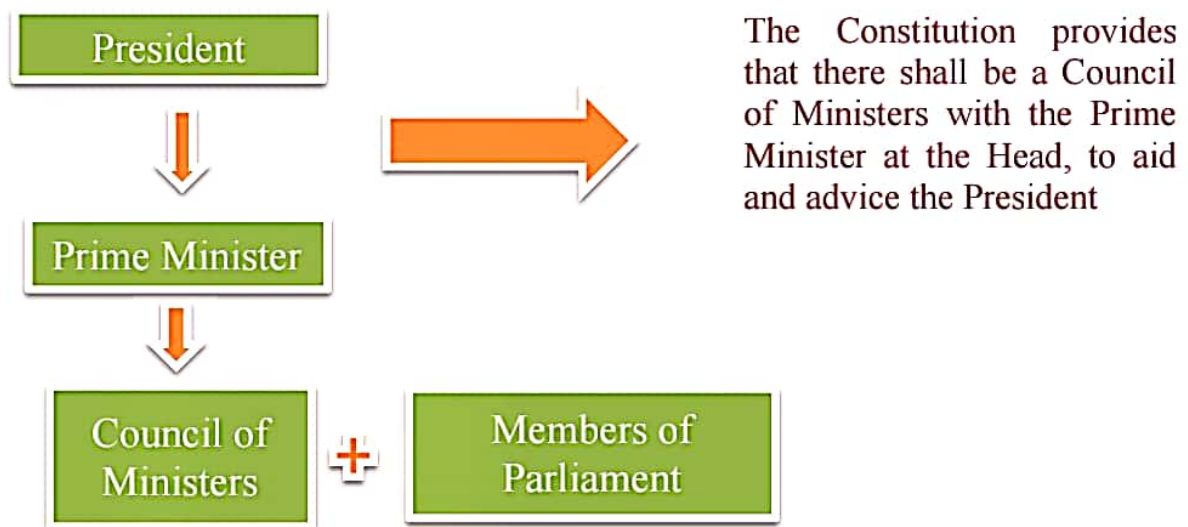 President
The Constitution provides
that there shall be a Council
of Ministers with the Prime
Minister at the Head, to aid
and advice the President
Prime Minister
Council of
Ministers
+
Members of
Parliament